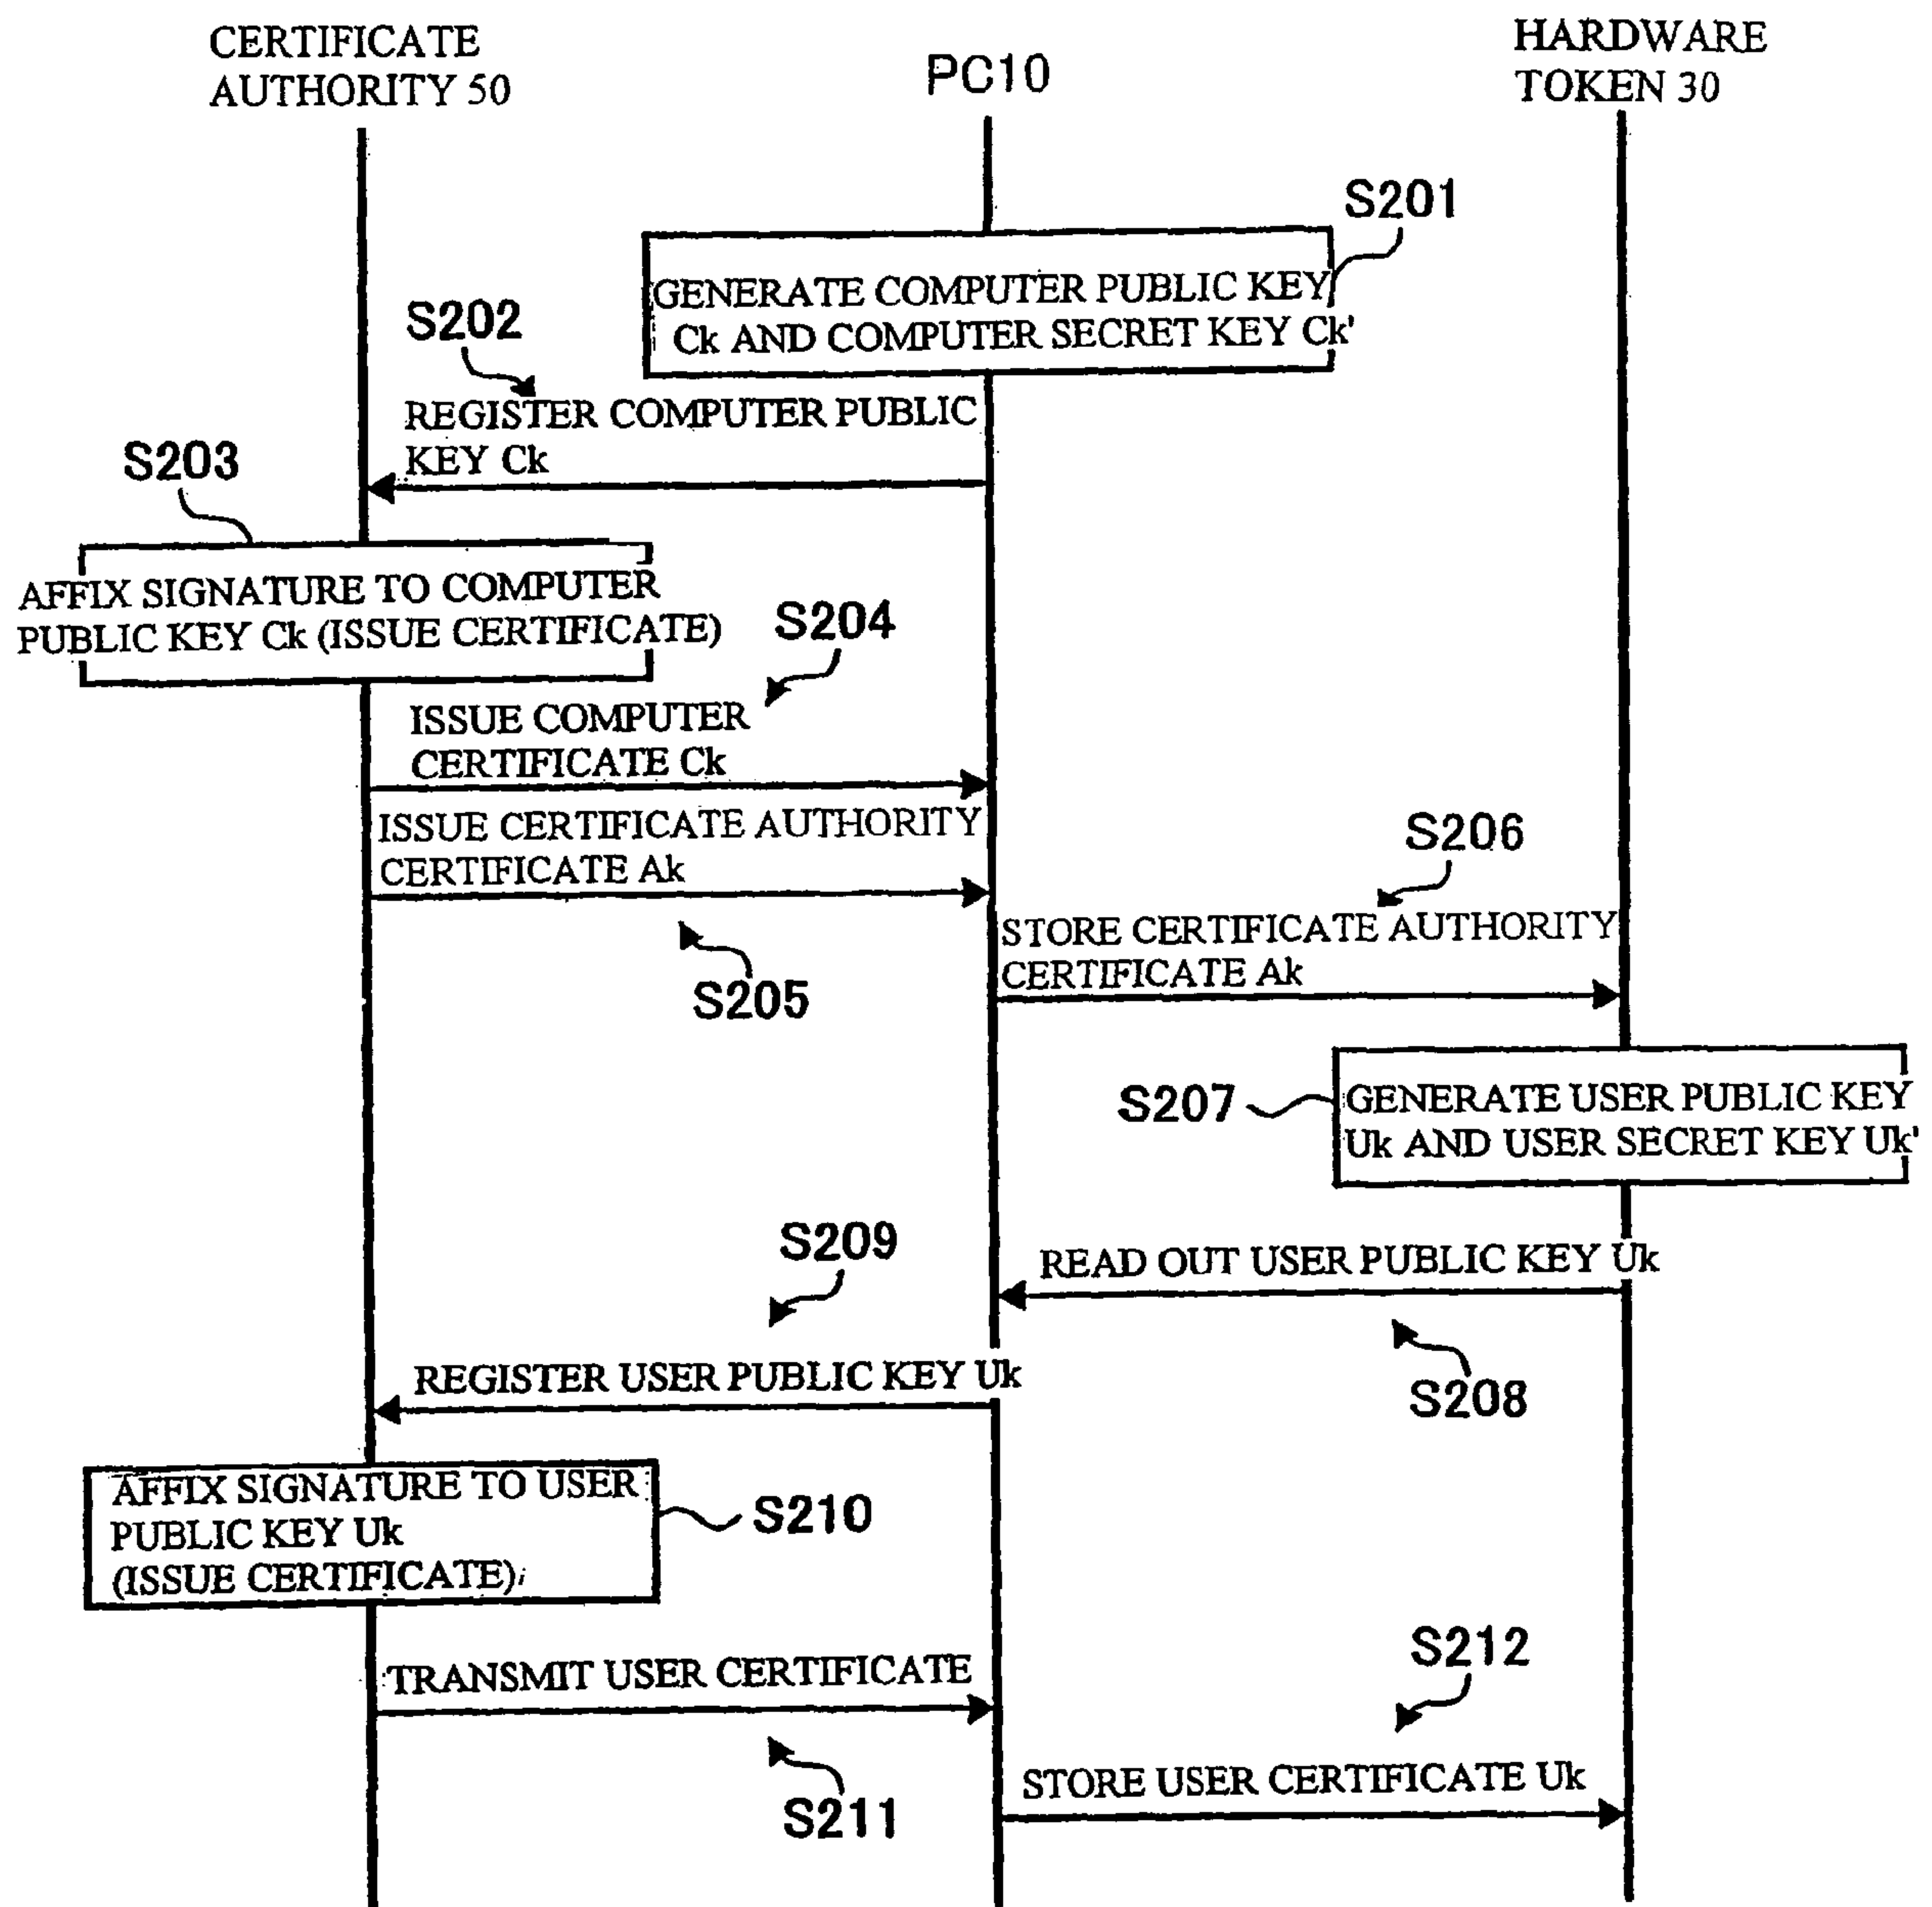 CERTIFICATE
AUTHORITY 50
PC10
HARDWARE
TOKEN 30
S201
GENERATE COMPUTER PUBLIC KEY
Ck AND COMPUTER SECRET KEY Ck'
S202
REGISTER COMPUTER PUBLIC
KEY Ck
S203
AFFIX SIGNATURE TO COMPUTER
PUBLIC KEY Ck (ISSUE CERTIFICATE)
S204
ISSUE COMPUTER
CERTIFICATE Ck
ISSUE CERTIFICATE AUTHORITY
CERTIFICATE Ak
S205
S206
STORE CERTIFICATE AUTHORITY
CERTIFICATE Ak
S207
GENERATE USER PUBLIC KEY
Uk AND USER SECRET KEY Uk'
READ OUT USER PUBLIC KEY Uk
S208
S209
REGISTER USER PUBLIC KEY Uk
AFFIX SIGNATURE TO USER
PUBLIC KEY Uk
(ISSUE CERTIFICATE)
S210
TRANSMIT USER CERTIFICATE
S211
S212
STORE USER CERTIFICATE Uk